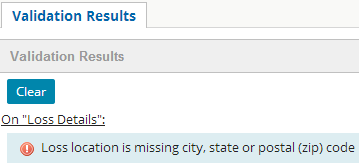 Validation Results
Validation Results
Clear
On "Loss Details":
Loss location is missing city, state or postal (zip) code